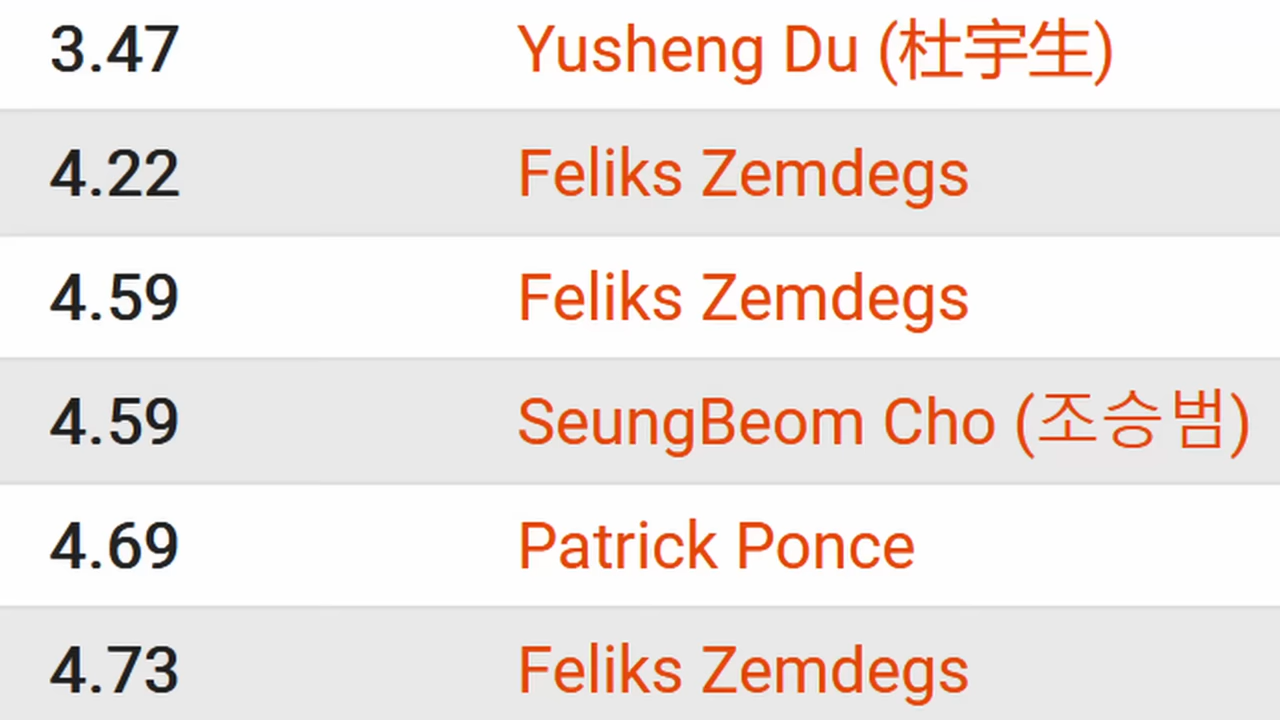 3.47 Yusheng Du (杜宇生)
4.22 Feliks Zemdegs
4.59 Feliks Zemdegs
4.59 SeungBeom Cho (조승범)
4.69 Patrick Ponce
4.73 Feliks Zemdegs